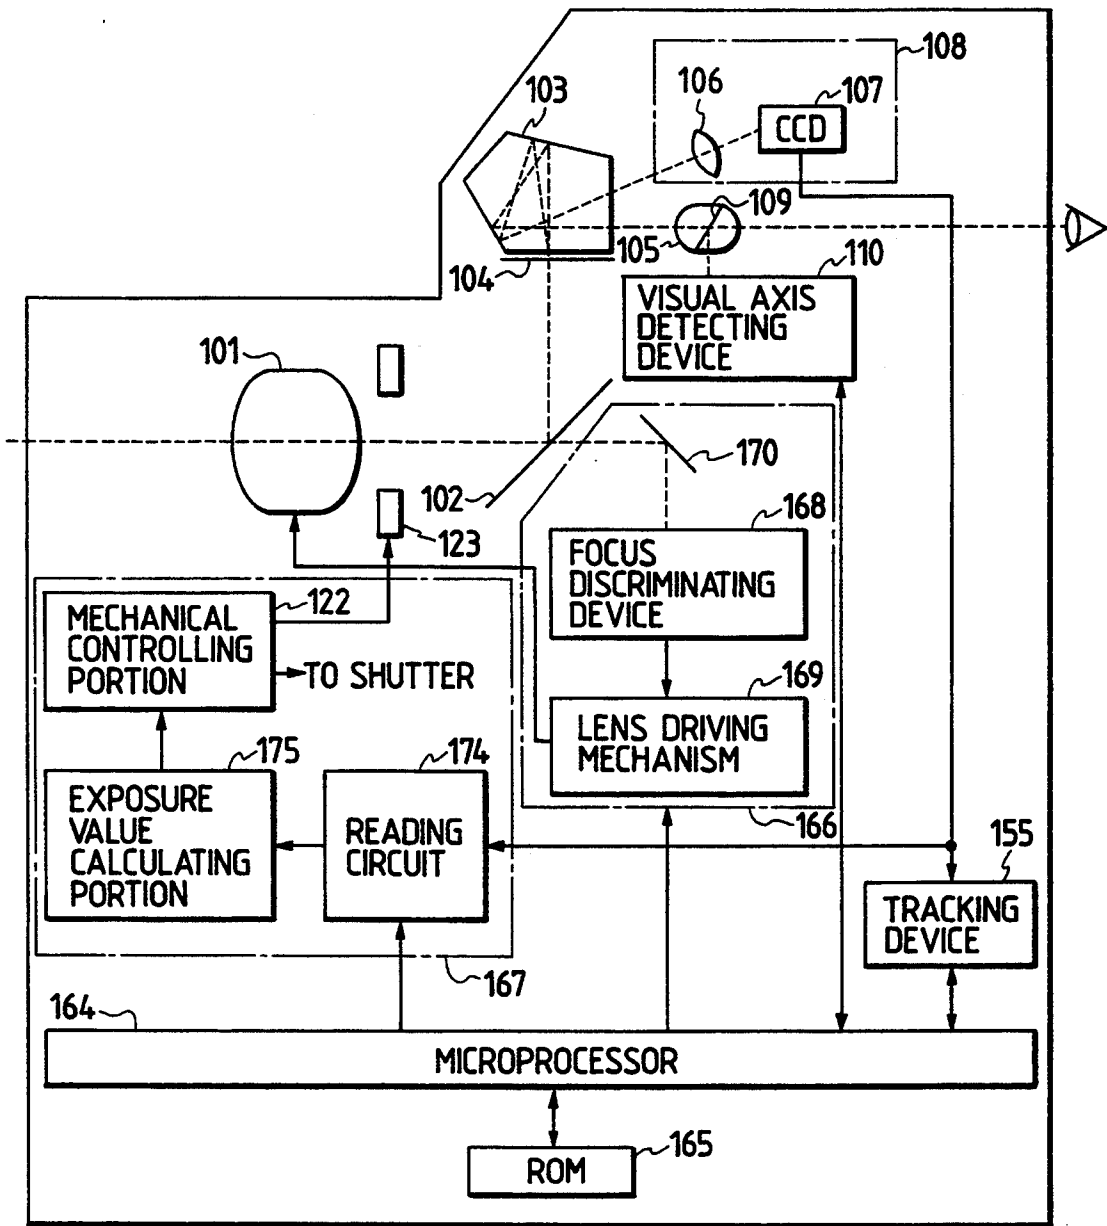 108
103
106
107
CCD
109
105
104
110
VISUAL AXIS
DETECTING
DEVICE
101
170
102
123
168
FOCUS
DISCRIMINATING
DEVICE
122
MECHANICAL
CONTROLLING
PORTION
TO SHUTTER
169
LENS DRIVING
MECHANISM
175
174
EXPOSURE
VALUE
CALCULATING
PORTION
READING
CIRCUIT
166
155
TRACKING
DEVICE
167
164
MICROPROCESSOR
165
ROM